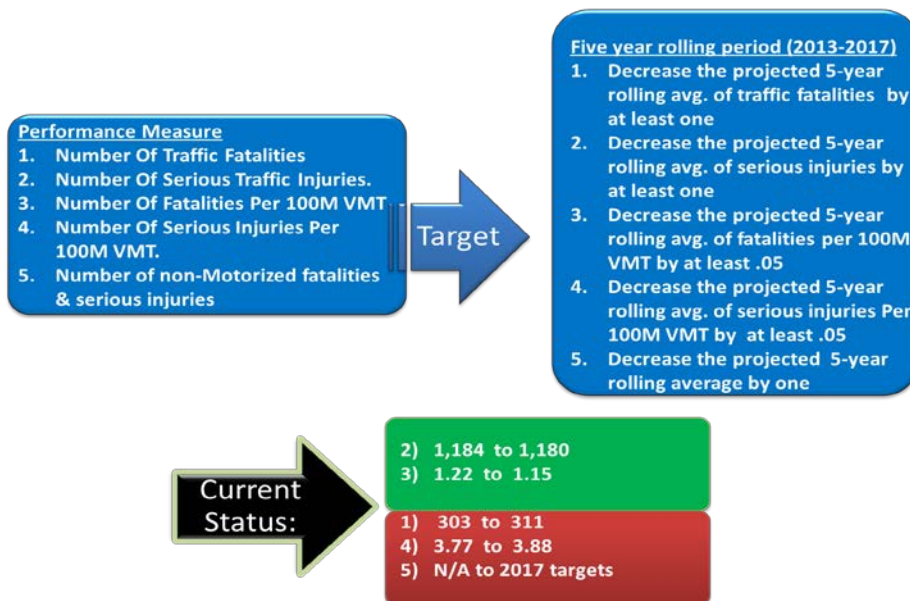 Performance Measure
1. Number Of Traffic Fatalities
2. Number Of Serious Traffic Injuries.
3. Number Of Fatalities Per 100M VMT
4. Number Of Serious Injuries Per
100M VMT.
5. Number of non-Motorized fatalities
& serious injuries
Target
Five year rolling period (2013-2017)
1. Decrease the projected 5-year
rolling avg. of traffic fatalities by
at least one
2. Decrease the projected 5-year
rolling avg. of serious injuries by
at least one
3. Decrease the projected 5-year
rolling avg. of fatalities per 100M
VMT by at least .05
4. Decrease the projected 5-year
rolling avg. of serious injuries Per
100M VMT by at least .05
5. Decrease the projected 5-year
rolling average by one
Current
Status:
2) 1,184 to 1,180
3) 1.22 to 1.15
1) 303 to 311
4) 3.77 to 3.88
5) N/A to 2017 targets